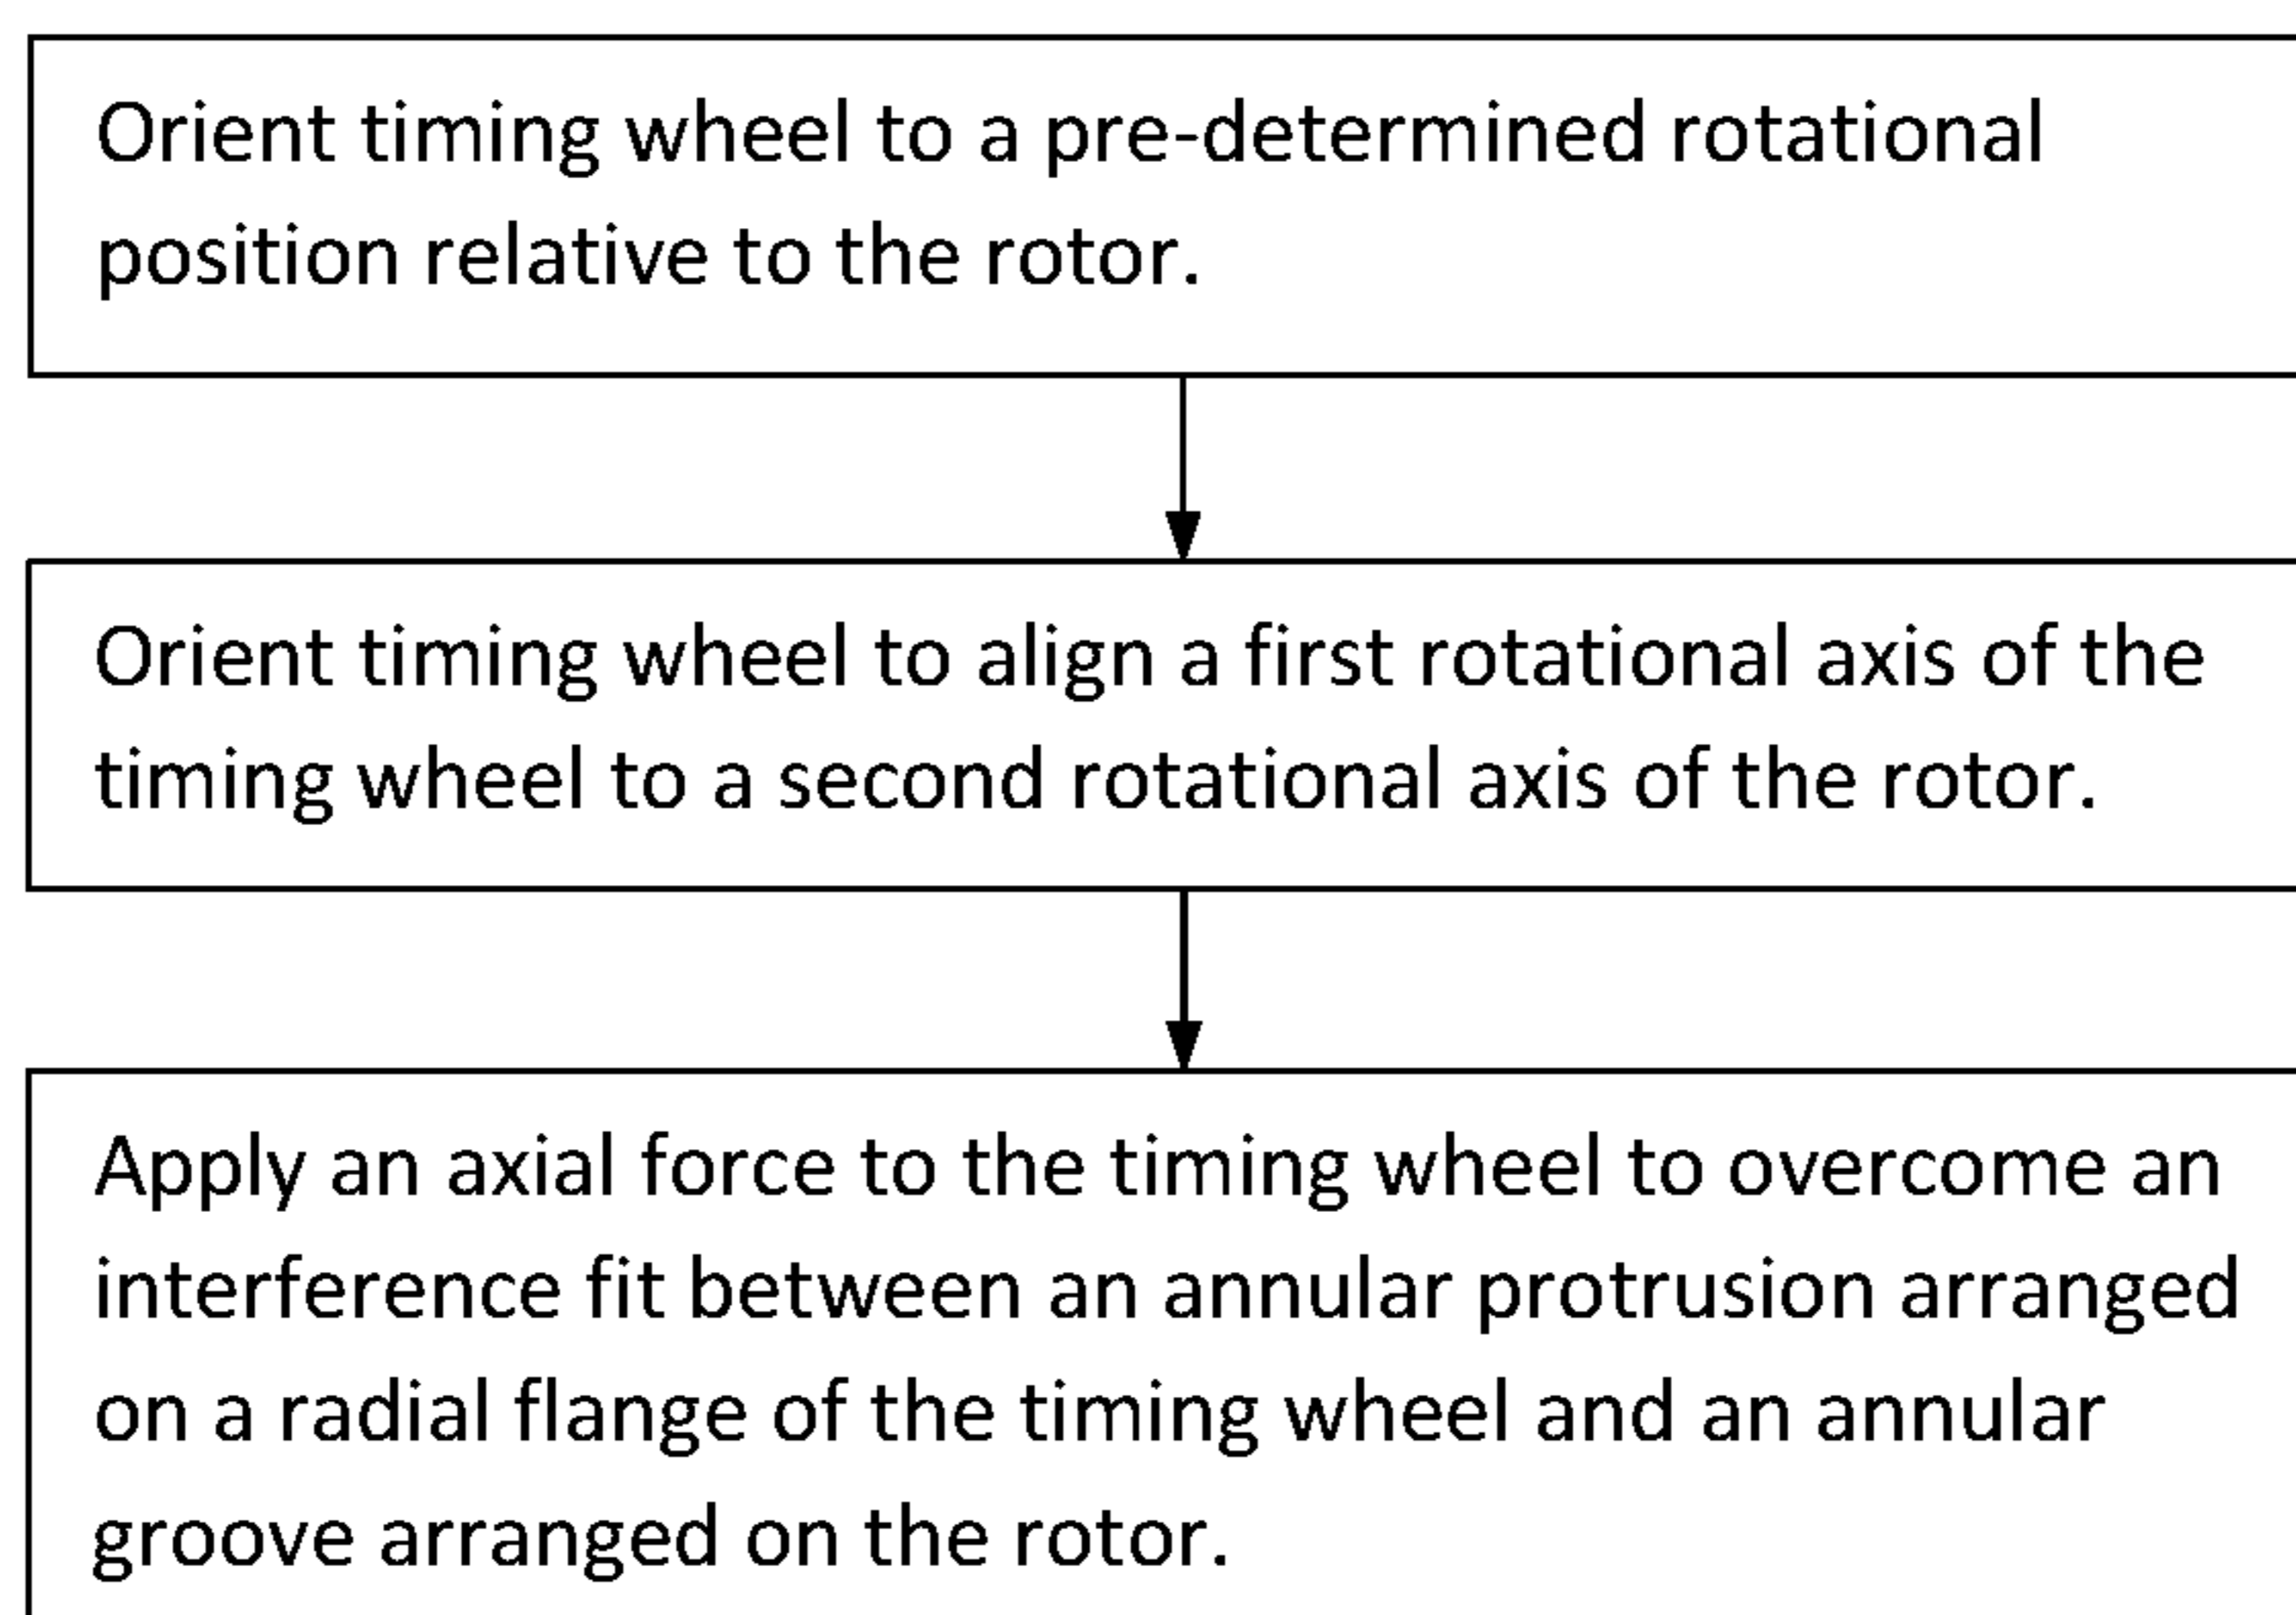 Orient timing wheel to a pre-determined rotational
position relative to the rotor.
Orient timing wheel to align a first rotational axis of the
timing wheel to a second rotational axis of the rotor.
Apply an axial force to the timing wheel to overcome an
interference fit between an annular protrusion arranged
on a radial flange of the timing wheel and an annular
groove arranged on the rotor.